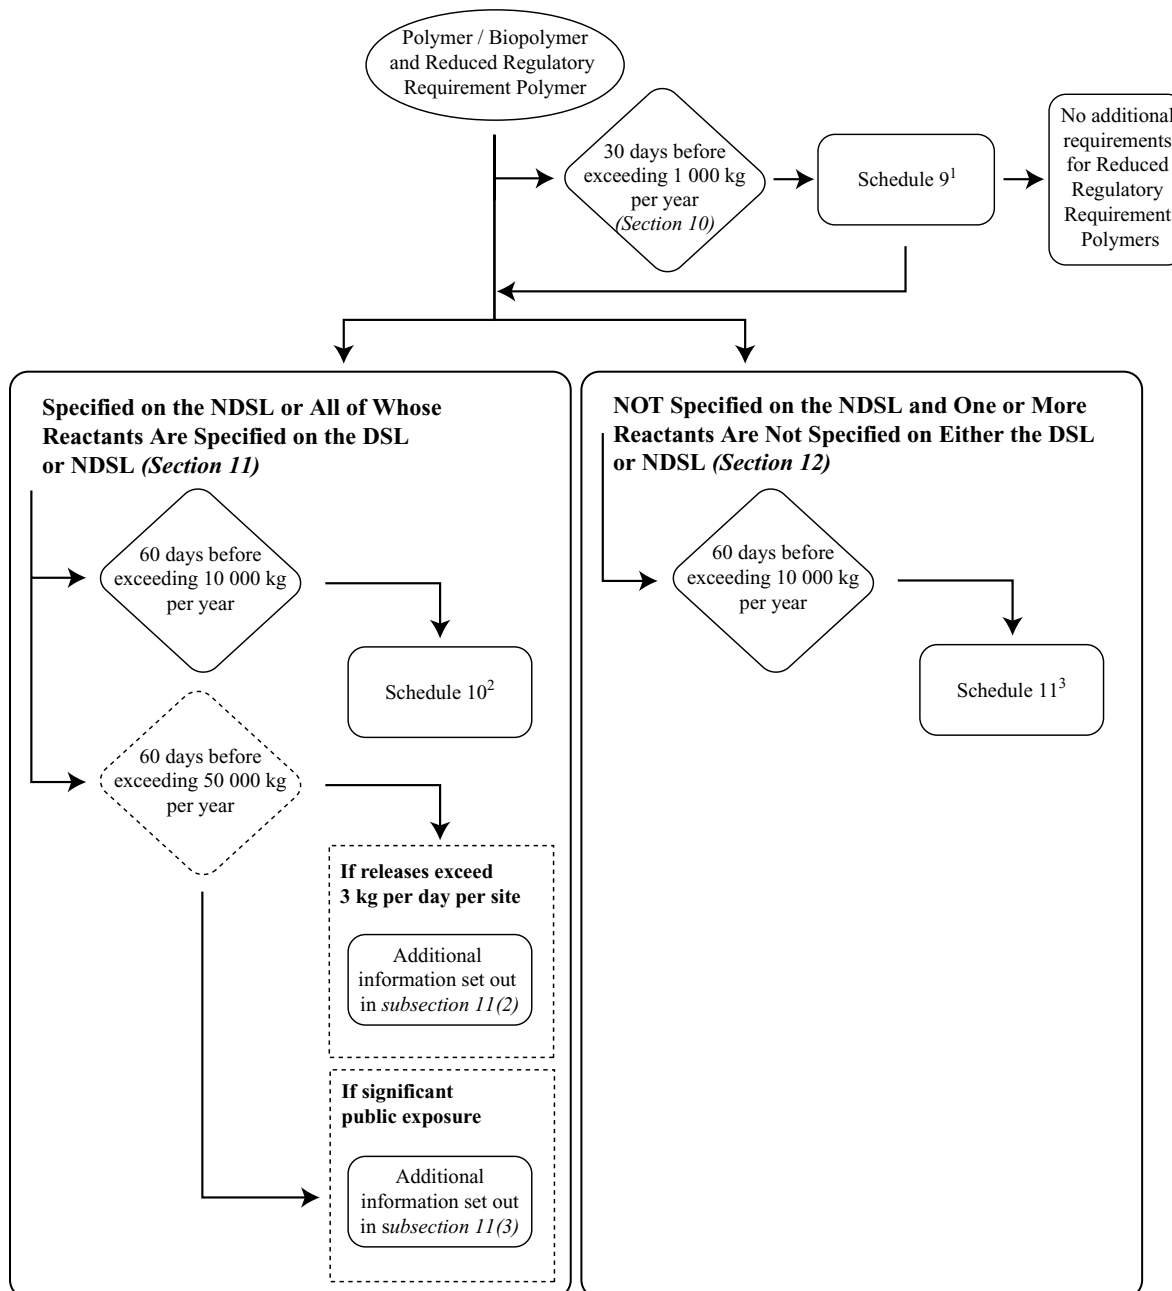 Polymer / Biopolymer
and Reduced Regulatory
Requirement Polymer
30 days before
exceeding 1 000 kg
per year
(Section 10)
Schedule 9¹
No additional
requirements
for Reduced
Regulatory
Requirement
Polymers
Specified on the NDSL or All of Whose
Reactants Are Specified on the DSL
or NDSL (Section 11)
60 days before
exceeding 10 000 kg
per year
Schedule 10²
60 days before
exceeding 50 000 kg
per year
If releases exceed
3 kg per day per site
Additional
information set out
in subsection 11(2)
If significant
public exposure
Additional
information set out
in subsection 11(3)
NOT Specified on the NDSL and One or More
Reactants Are Not Specified on Either the DSL
or NDSL (Section 12)
60 days before
exceeding 10 000 kg
per year
Schedule 11³